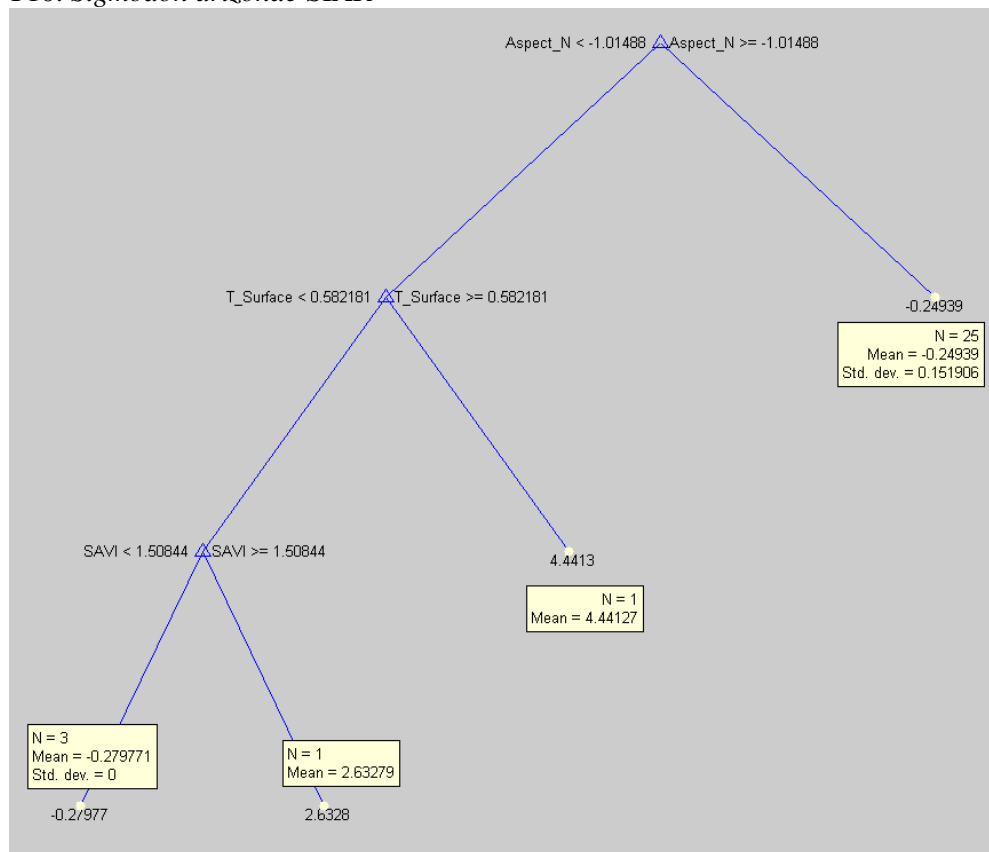 Aspect_N < -1.01488 Aspect_N >= -1.01488
T_Surface < 0.582181 T_Surface >= 0.582181
-0.24939
N = 25
Mean = -0.24939
Std. dev. = 0.151906
SAVI < 1.50844 SAVI >= 1.50844
4.4413
N = 1
Mean = 4.44127
N = 3
Mean = -0.279771
Std. dev. = 0
N = 1
Mean = 2.63279
-0.27977
2.6328